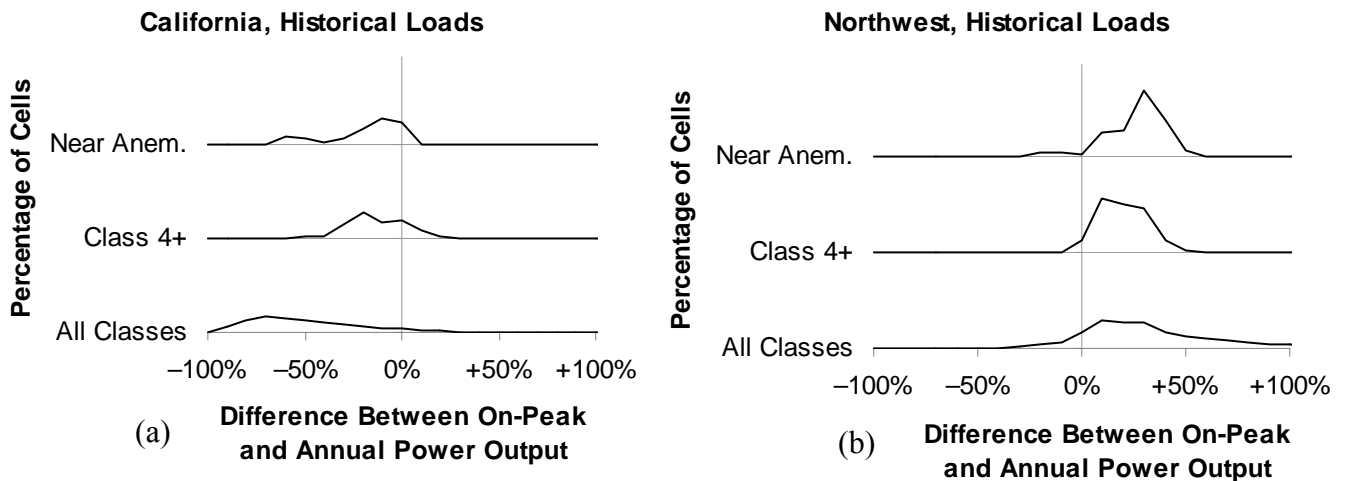 California, Historical Loads
Percentage of Cells
Near Anem.
Class 4+
All Classes
–100% –50% 0% +50% +100%
Difference Between On-Peak
and Annual Power Output
(a)
Northwest, Historical Loads
Percentage of Cells
Near Anem.
Class 4+
All Classes
–100% –50% 0% +50% +100%
Difference Between On-Peak
and Annual Power Output
(b)